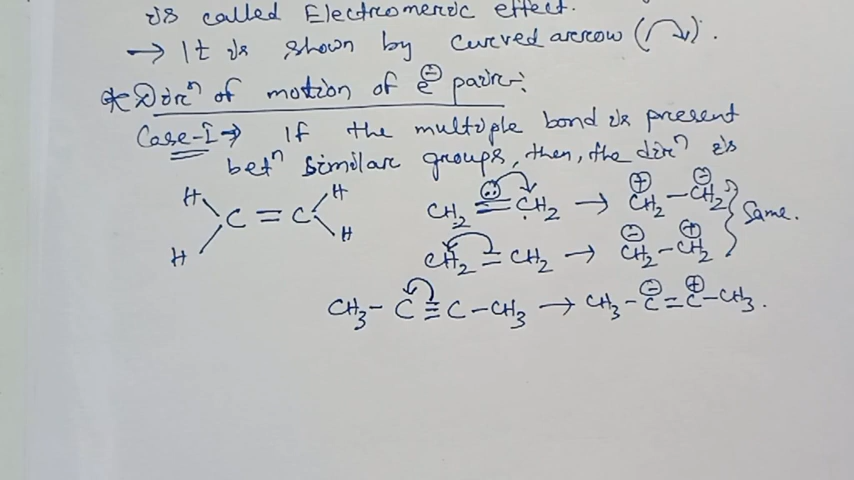 is called Electromeric effect.
→ It is shown by curved arrow (↷).
* Dirⁿ of motion of e⊖ pair:-
Case-I ⇒ If the multiple bond is present
betⁿ similar groups, then, the dirⁿ is
H H
C = C
H H
CH₂ = CH₂ → ⊕CH₂ – ⊖CH₂
CH₂ = CH₂ → ⊖CH₂ – ⊕CH₂
} Same.
CH₃ – C ≡ C – CH₃ → CH₃ – ⊖C = ⊕C – CH₃.